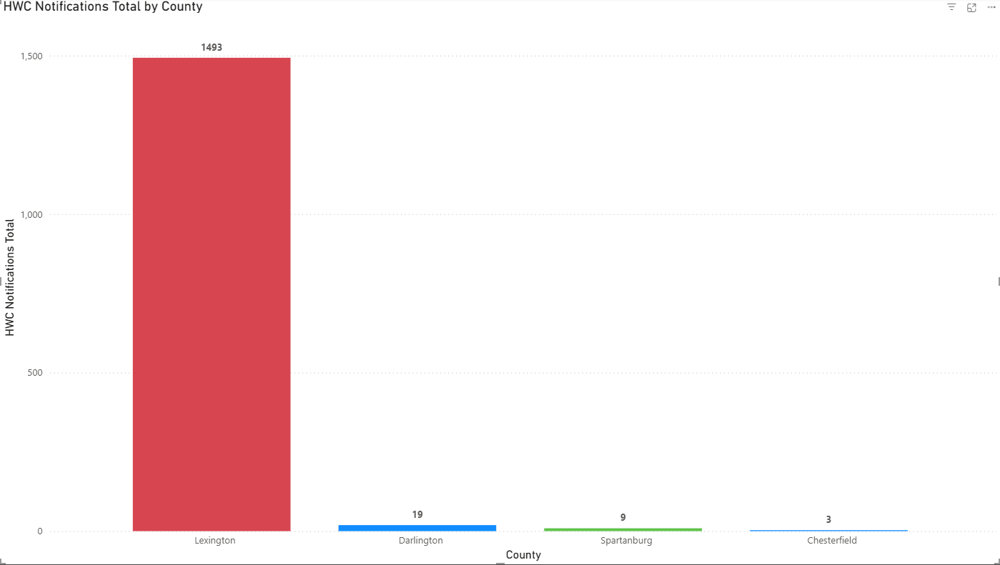 HWC Notifications Total by County
1493
1,500
1,000
500
0
HWC Notifications Total
19
9
3
Lexington
Darlington
Spartanburg
Chesterfield
County